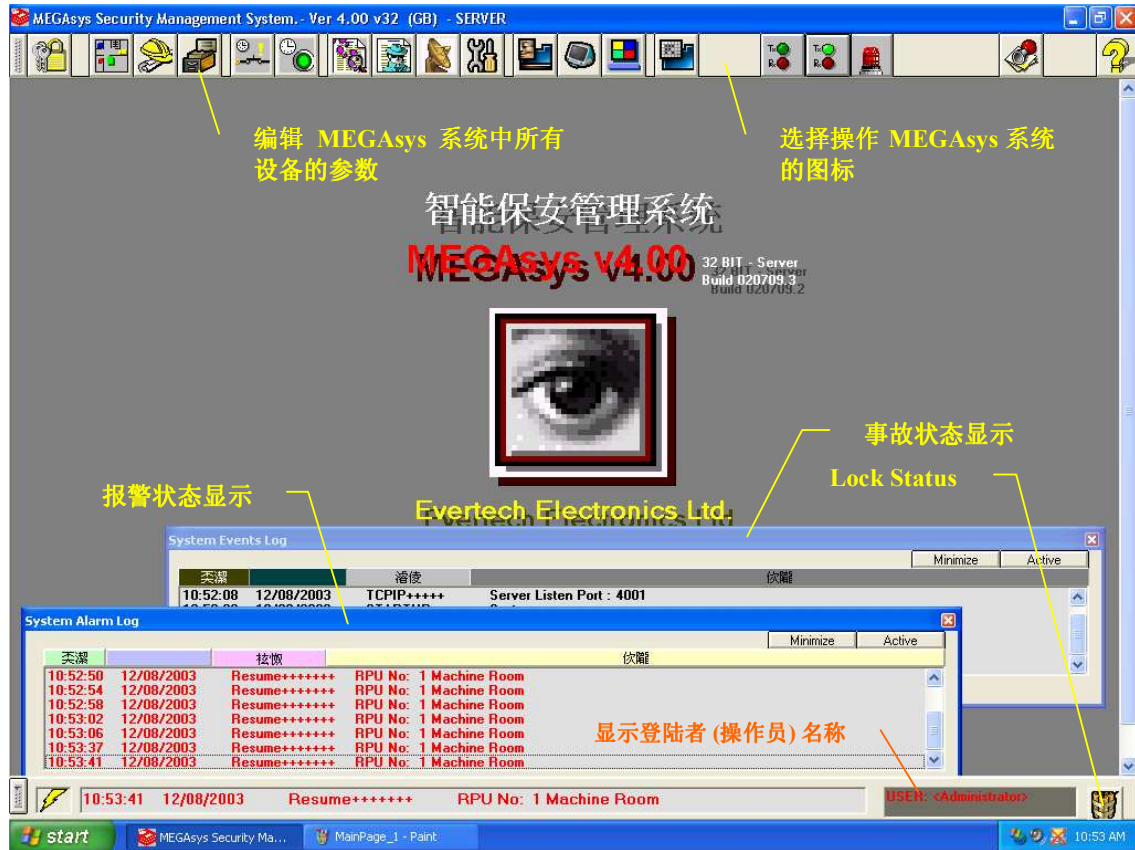 MEGAsys Security Management System.- Ver 4.00 v32 (GB) - SERVER
编辑 MEGAsys 系统中所有
设备的参数
选择操作 MEGAsys 系统
的图标
智能保安管理系统
MEGAsys v4.00
32 BIT - Server
Build 020709.3
事故状态显示
Lock Status
报警状态显示
Evertech Electronics Ltd.
System Events Log
Minimize Active
10:52:08 12/08/2003 TCPIP+++++ Server Listen Port : 4001
System Alarm Log
Minimize Active
10:52:50 12/08/2003 Resume+++++++ RPU No: 1 Machine Room
10:52:54 12/08/2003 Resume+++++++ RPU No: 1 Machine Room
10:52:58 12/08/2003 Resume+++++++ RPU No: 1 Machine Room
10:53:02 12/08/2003 Resume+++++++ RPU No: 1 Machine Room
10:53:06 12/08/2003 Resume+++++++ RPU No: 1 Machine Room
10:53:37 12/08/2003 Resume+++++++ RPU No: 1 Machine Room
10:53:41 12/08/2003 Resume+++++++ RPU No: 1 Machine Room
显示登陆者 (操作员) 名称
10:53:41 12/08/2003 Resume+++++++ RPU No: 1 Machine Room
USER: <Administrator>
start
MEGAsys Security Ma...
MainPage_1 - Paint
10:53 AM